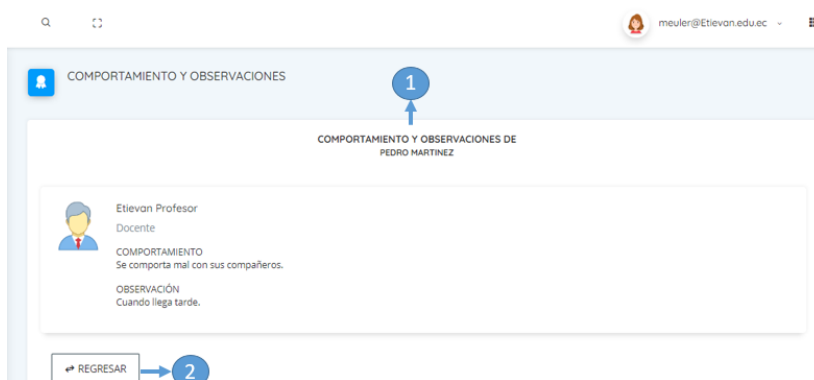 meuler@Etievan.edu.ec
COMPORTAMIENTO Y OBSERVACIONES
1
COMPORTAMIENTO Y OBSERVACIONES DE
PEDRO MARTINEZ
Etievan Profesor
Docente
COMPORTAMIENTO
Se comporta mal con sus compañeros.
OBSERVACIÓN
Cuando llega tarde.
REGRESAR
2